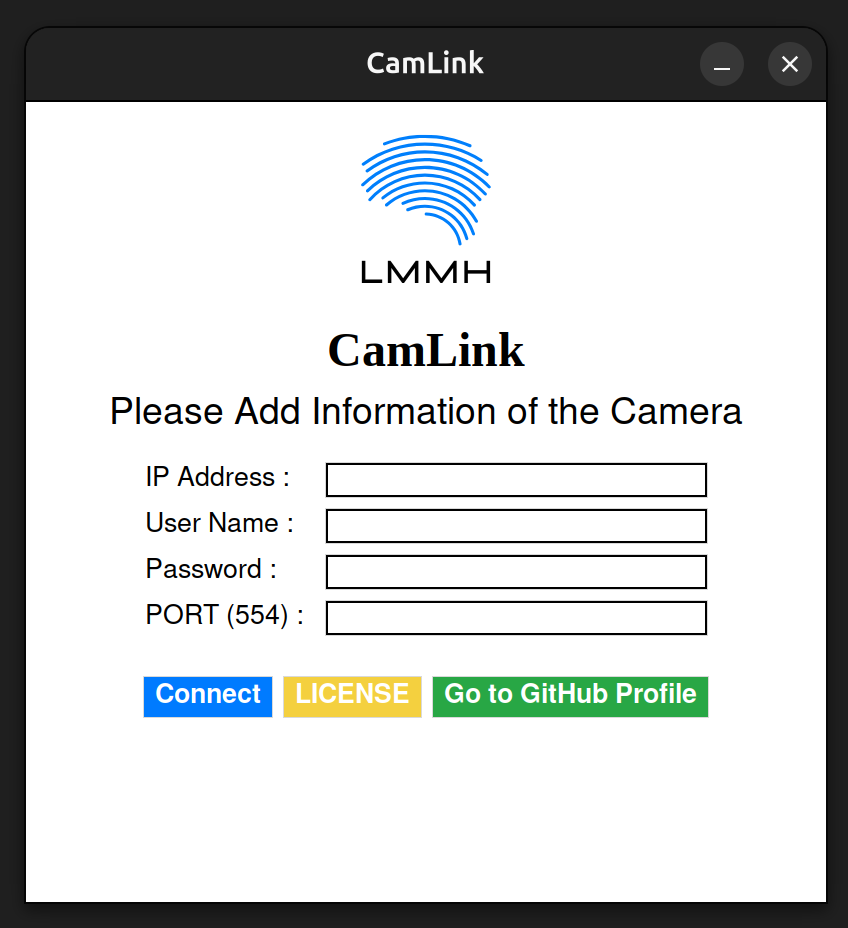 CamLink
LMMH
CamLink
Please Add Information of the Camera
IP Address :
User Name :
Password :
PORT (554) :
Connect LICENSE Go to GitHub Profile